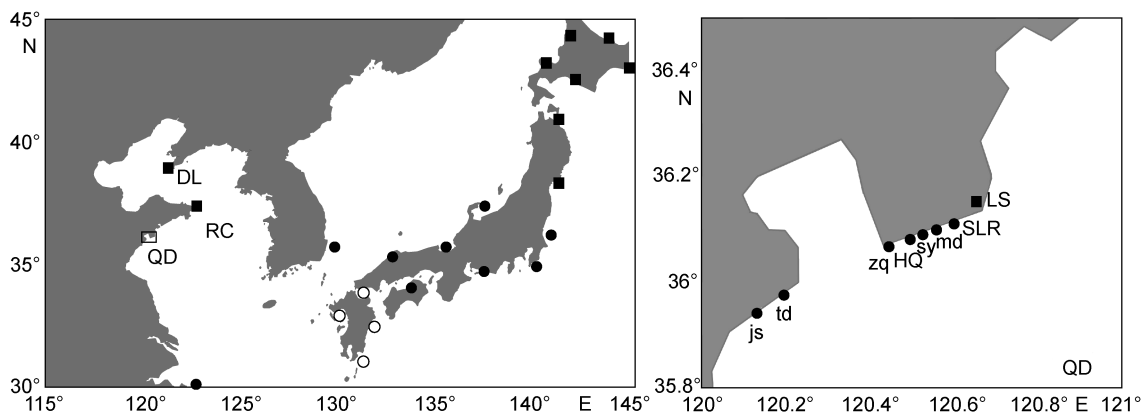 45°
N
40°
35°
30°
115°
120°
125°
130°
135°
140°
E
145°
DL
RC
QD
36.4°
N
36.2°
36°
35.8°
120°
120.2°
120.4°
120.6°
120.8°
E
121°
LS
SLR
md
sy
HQ
zq
td
js
QD